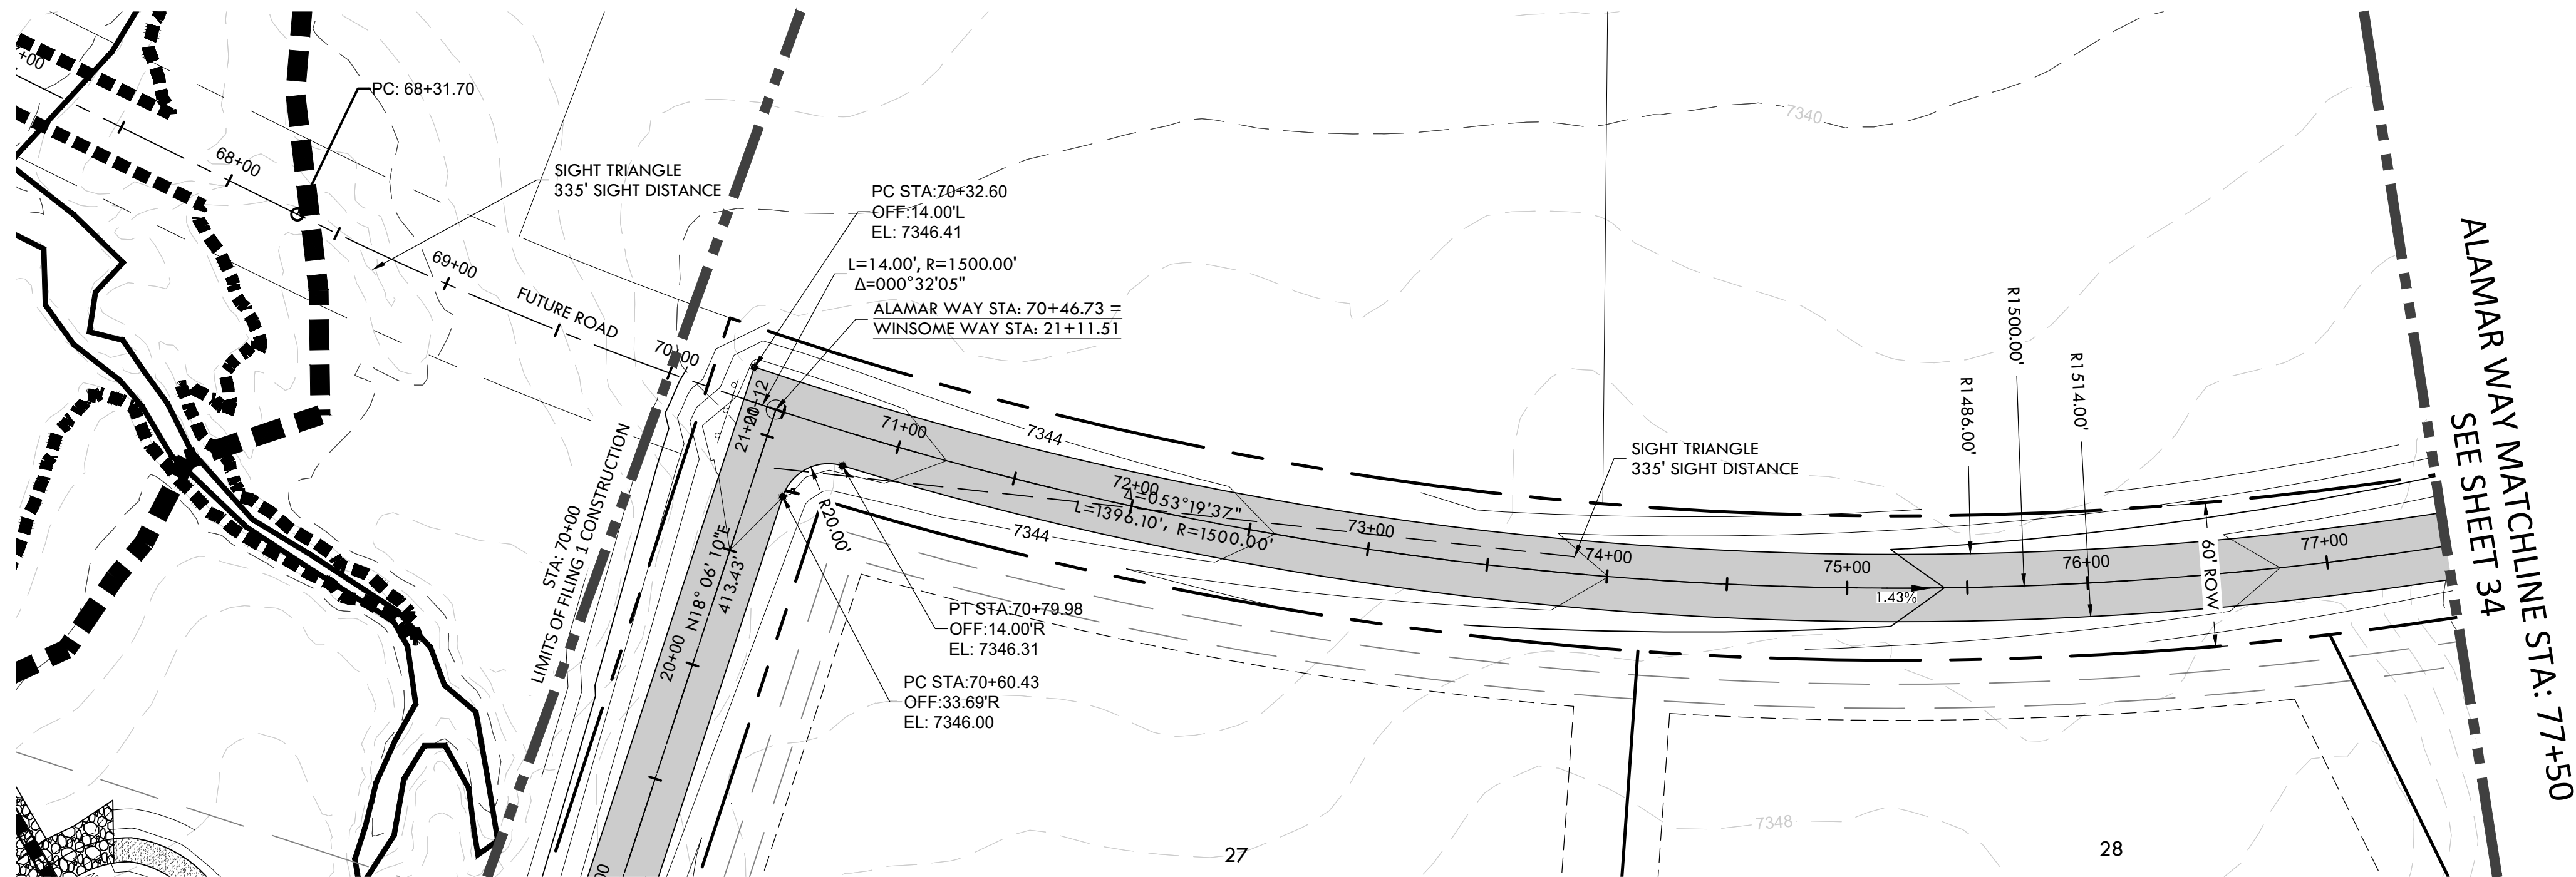 +00
PC: 68+31.70
68+00
SIGHT TRIANGLE
335' SIGHT DISTANCE
69+00
FUTURE ROAD
70+00
PC STA:70+32.60
OFF:14.00'L
EL: 7346.41
L=14.00', R=1500.00'
Δ=000°32'05"
ALAMAR WAY STA: 70+46.73 =
WINSOME WAY STA: 21+11.51
7340
21+00
71+00
7344
72+00
Δ=053°19'37"
L=1396.10', R=1500.00'
73+00
SIGHT TRIANGLE
335' SIGHT DISTANCE
74+00
75+00
1.43%
76+00
77+00
R1486.00'
R1500.00'
R1514.00'
60' ROW
ALAMAR WAY MATCHLINE STA: 77+50
SEE SHEET 34
STA: 70+00
LIMITS OF FILING 1 CONSTRUCTION
N18° 06' 10"E
413.43'
20+00
R20.00'
7344
PT STA:70+79.98
OFF:14.00'R
EL: 7346.31
PC STA:70+60.43
OFF:33.69'R
EL: 7346.00
7348
27
28